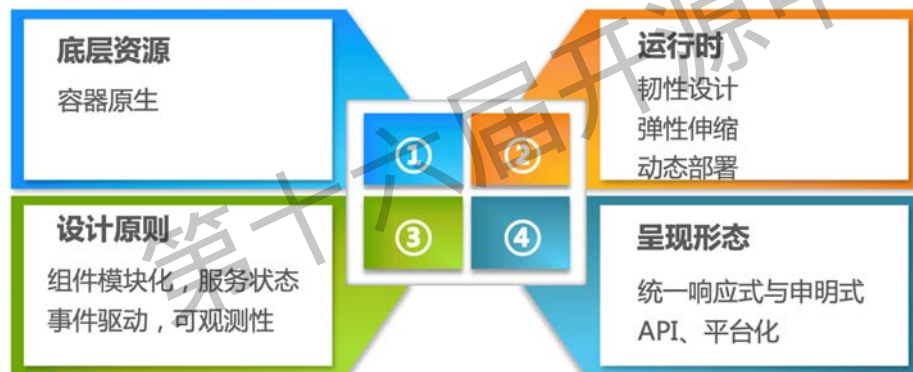 底层资源
容器原生
运行时
韧性设计
弹性伸缩
动态部署
①
②
③
④
设计原则
组件模块化，服务状态
事件驱动，可观测性
呈现形态
统一响应式与申明式
API、平台化
第十六届开源中